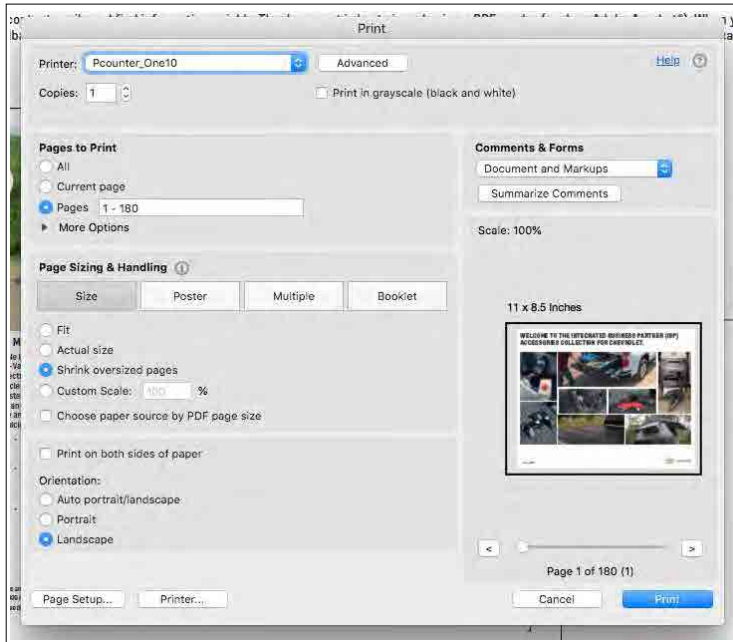 Print
Printer: Pcounter_One10 Advanced Help ?
Copies: 1 Print in grayscale (black and white)
Pages to Print
All
Current page
Pages 1 - 180
More Options
Comments & Forms
Document and Markups
Summarize Comments
Scale: 100%
Page Sizing & Handling
Size Poster Multiple Booklet
Fit
Actual size
Shrink oversized pages
Custom Scale: 100 %
Choose paper source by PDF page size
Print on both sides of paper
Orientation:
Auto portrait/landscape
Portrait
Landscape
11 x 8.5 Inches
WELCOME TO THE INTEGRATED BUSINESS PARTNER (IBP)
ACCESSORIES COLLECTION FOR CHEVROLET.
< >
Page 1 of 180 (1)
Page Setup... Printer... Cancel Print